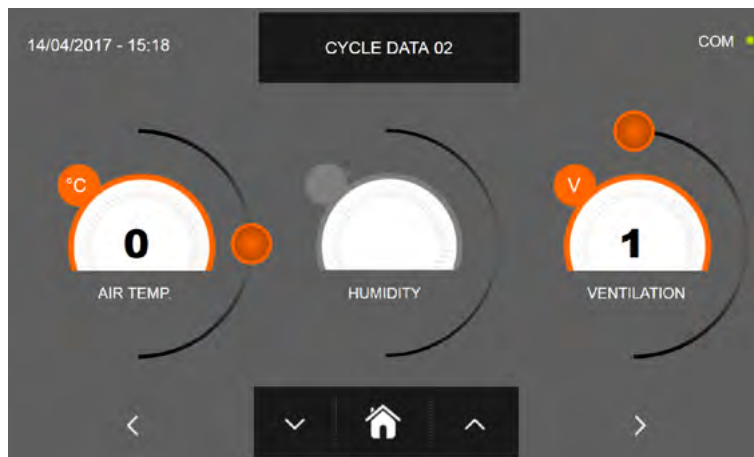 14/04/2017 - 15:18
CYCLE DATA 02
COM
°C
V
0
1
AIR TEMP.
HUMIDITY
VENTILATION